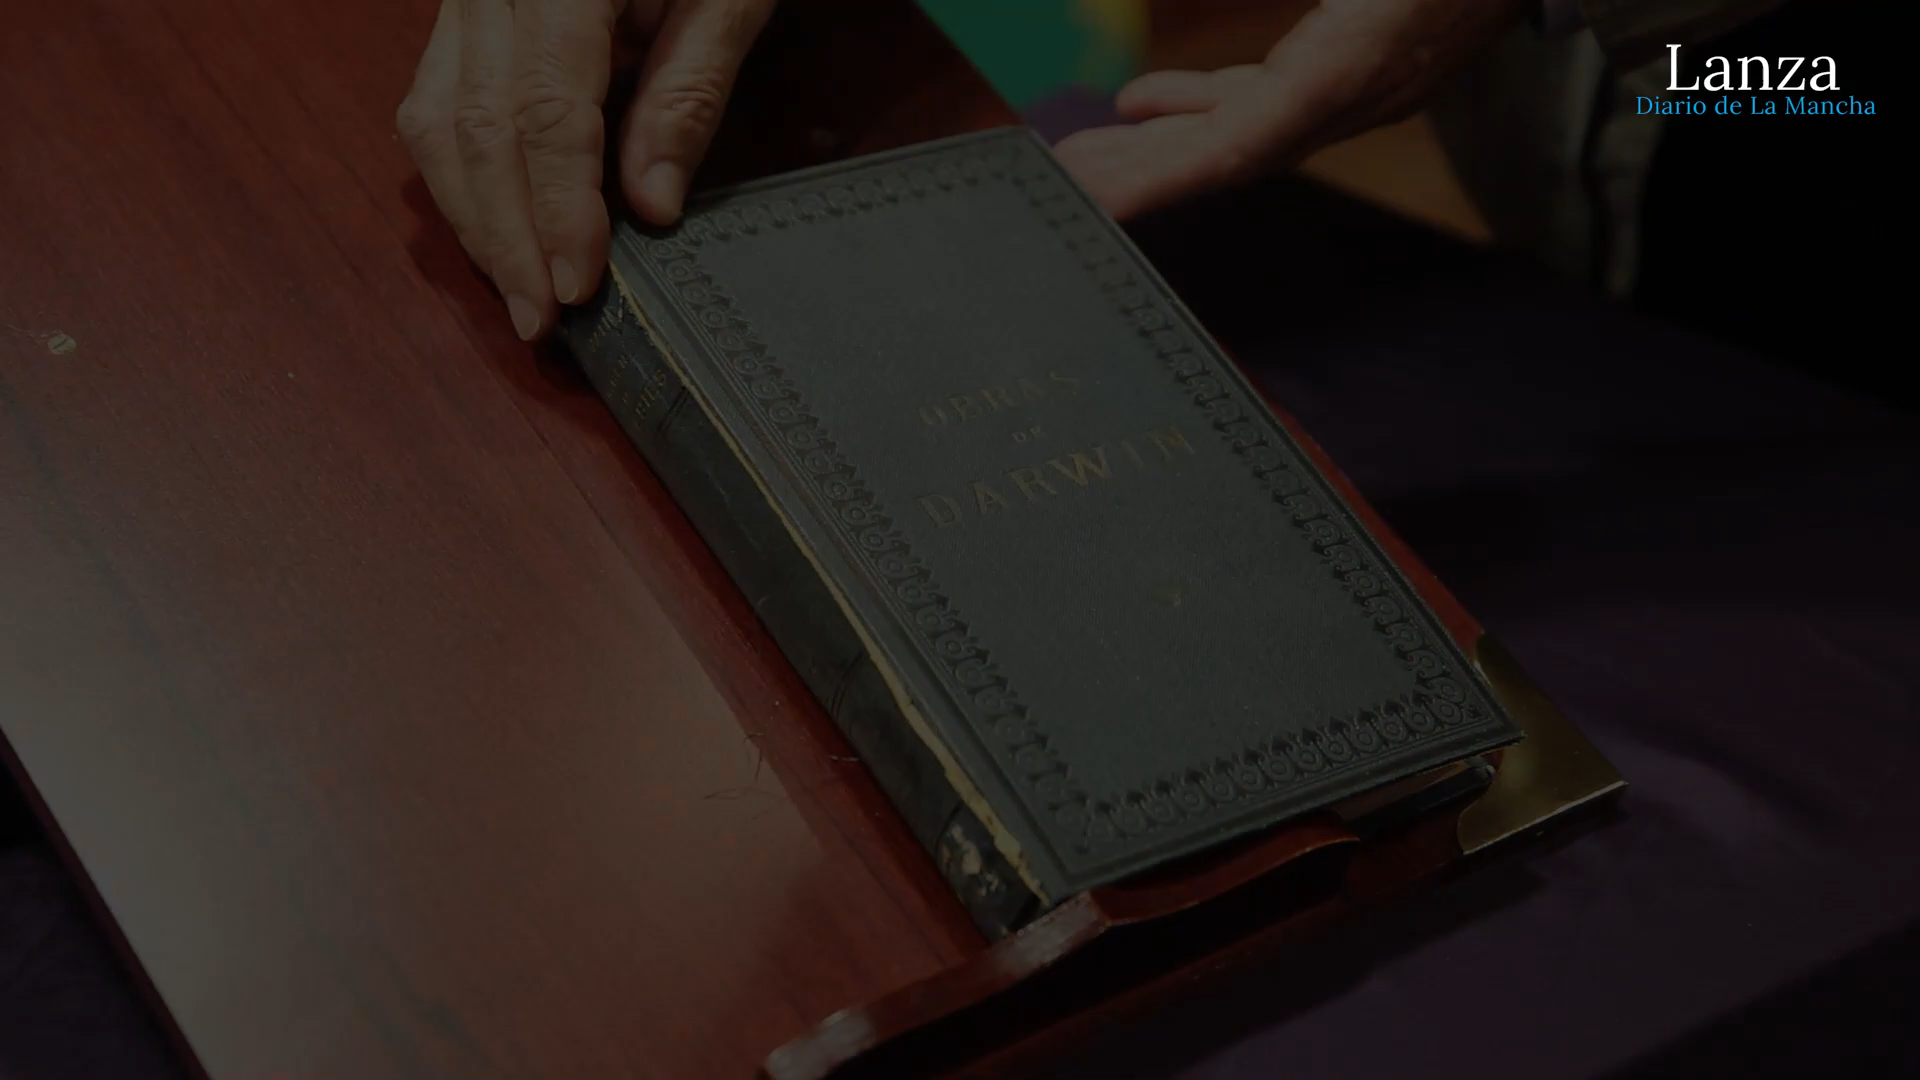 Lanza
Diario de La Mancha
OBRAS
DE
DARWIN